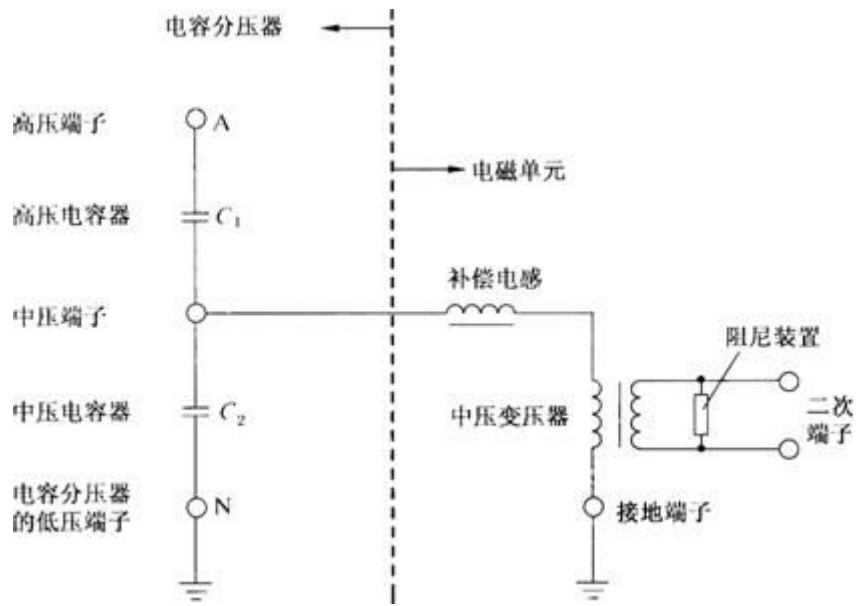 电容分压器
高压端子
A
电磁单元
高压电容器
C₁
补偿电感
中压端子
阻尼装置
中压电容器
C₂
中压变压器
二次
端子
电容分压器
的低压端子
N
接地端子